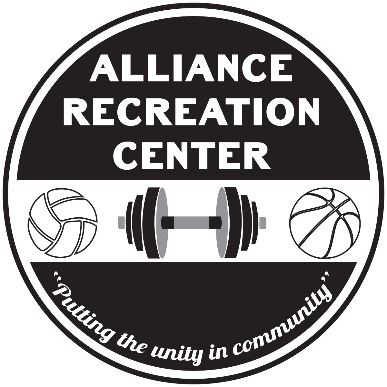 ALLIANCE
RECREATION
CENTER
"Putting the unity in community"